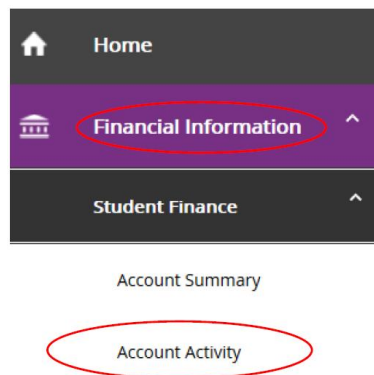 Home
Financial Information
Student Finance
Account Summary
Account Activity